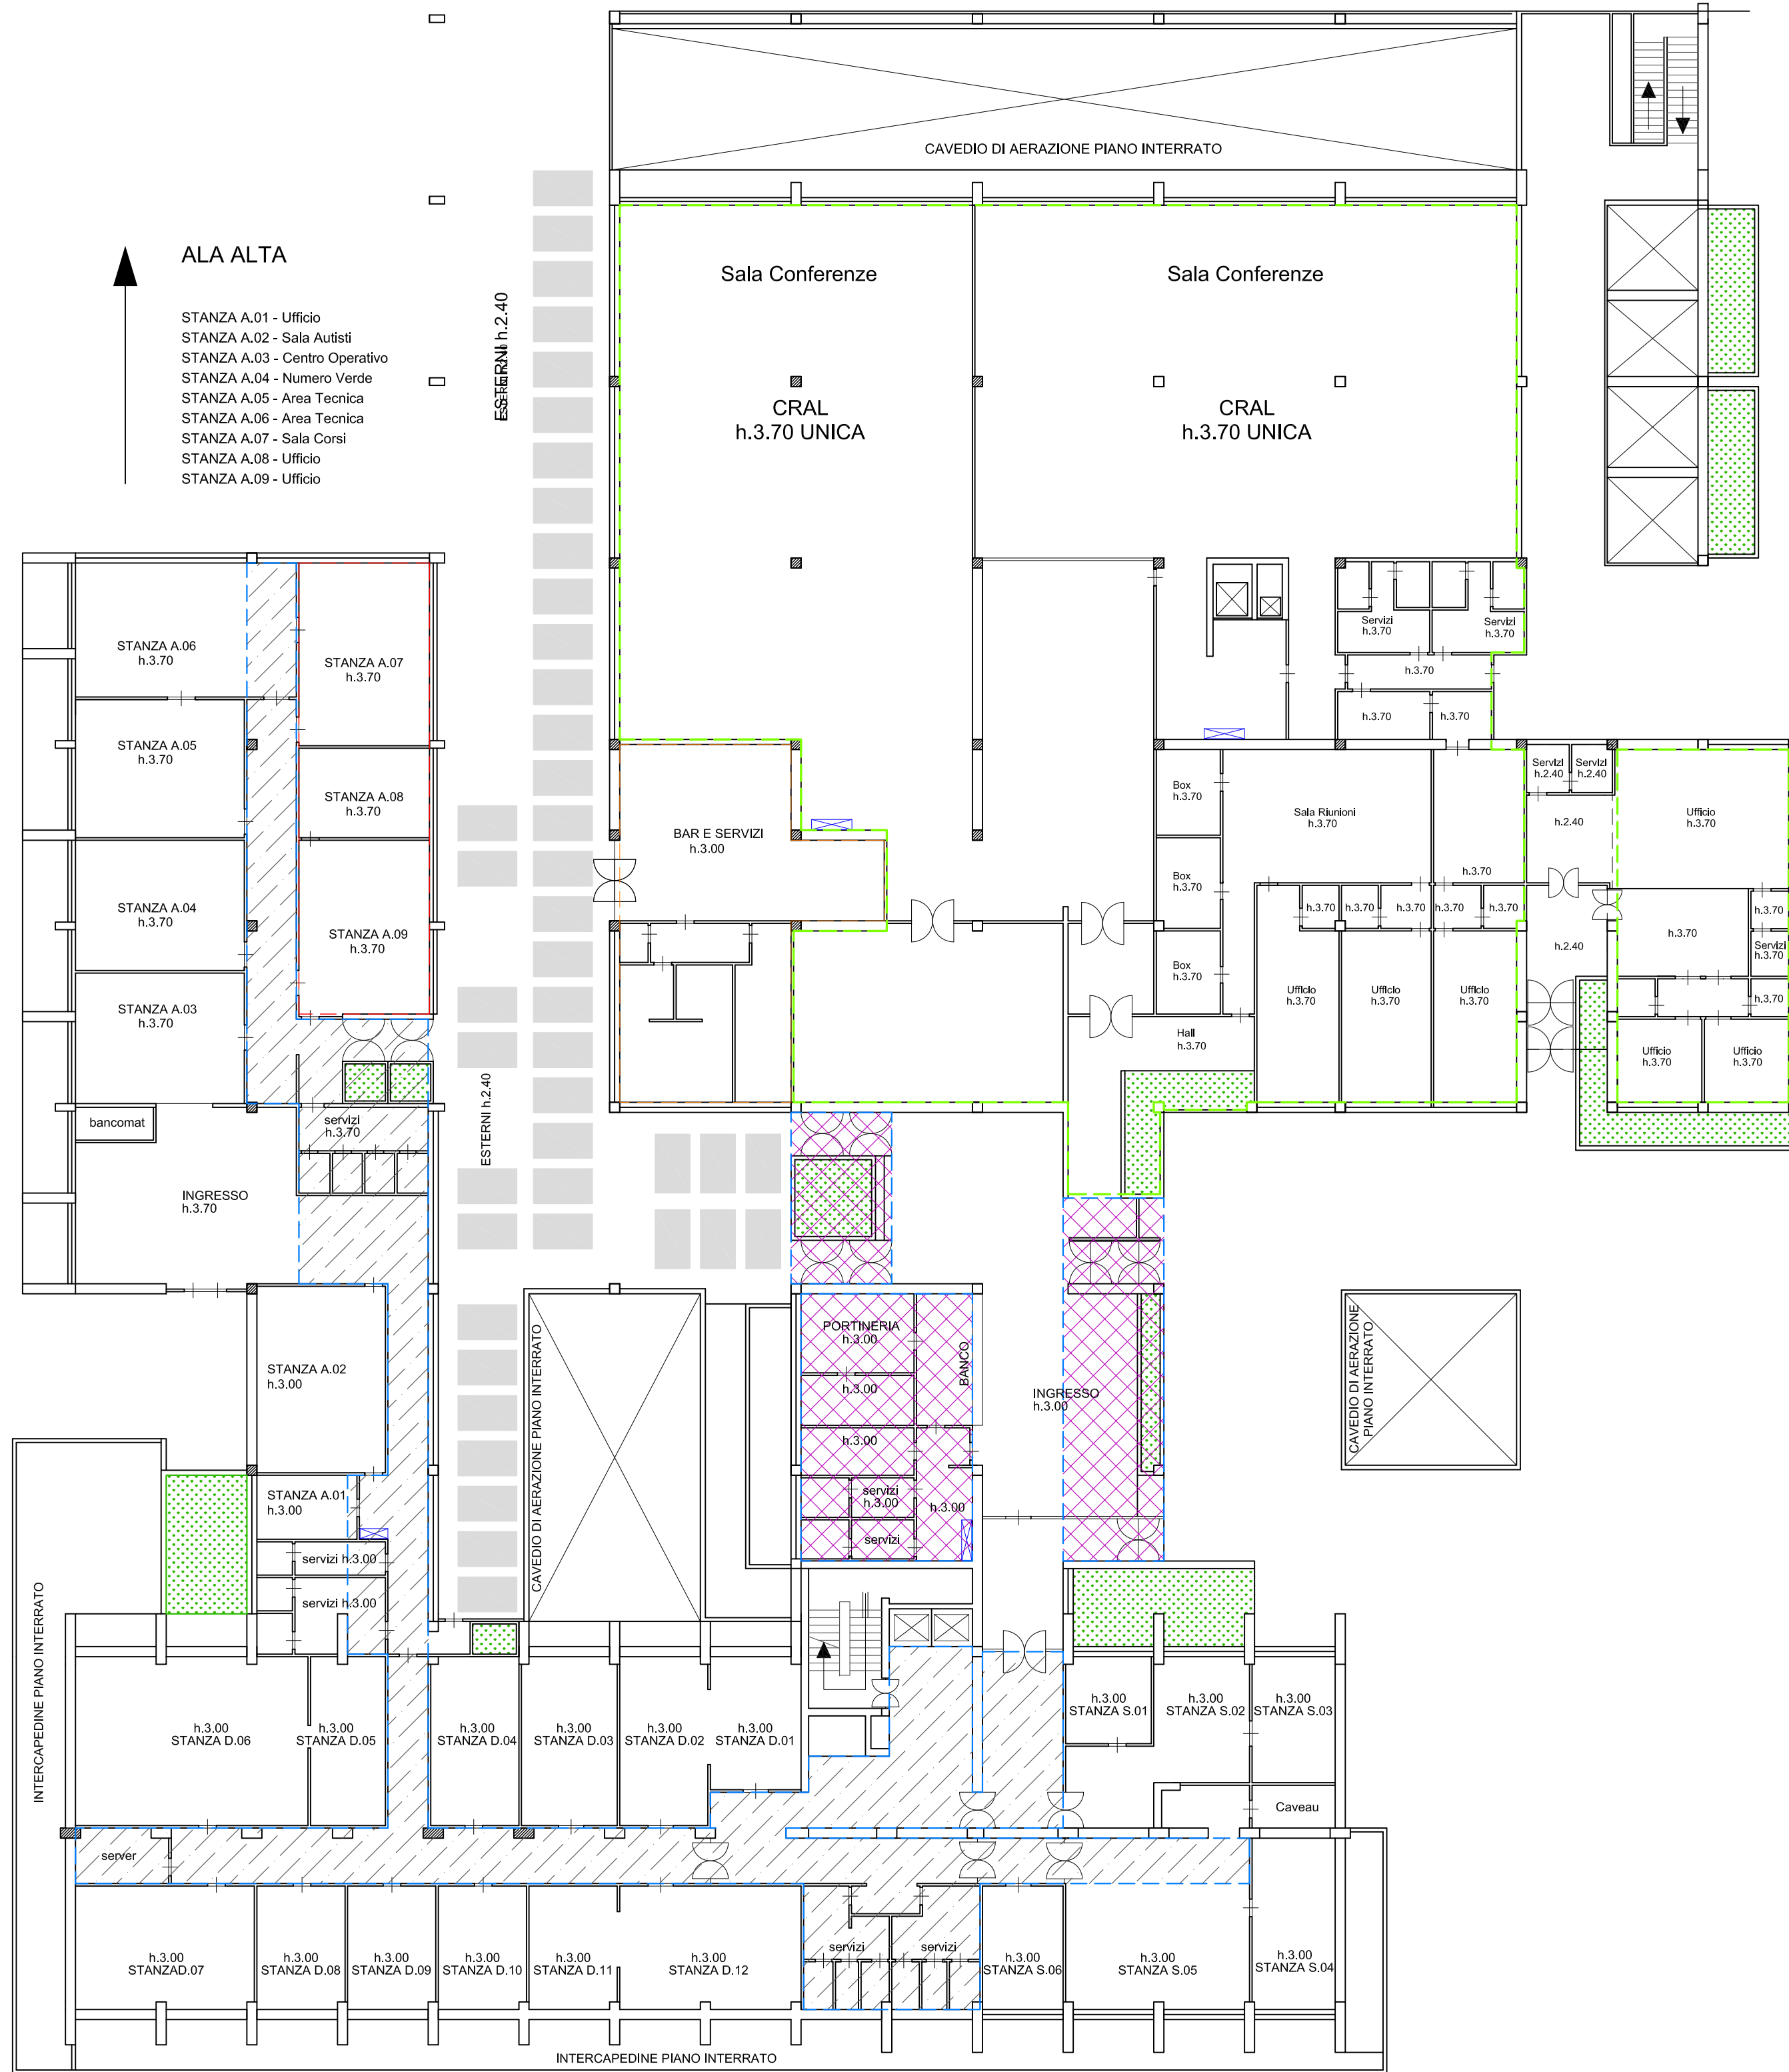 CAVEDIO DI AERAZIONE PIANO INTERRATO
ALA ALTA
STANZA A.01 - Ufficio
STANZA A.02 - Sala Autisti
STANZA A.03 - Centro Operativo
STANZA A.04 - Numero Verde
STANZA A.05 - Area Tecnica
STANZA A.06 - Area Tecnica
STANZA A.07 - Sala Corsi
STANZA A.08 - Ufficio
STANZA A.09 - Ufficio
ESTERNI h.2.40
Sala Conferenze
Sala Conferenze
CRAL
h.3.70 UNICA
CRAL
h.3.70 UNICA
STANZA A.06
h.3.70
STANZA A.07
h.3.70
STANZA A.05
h.3.70
STANZA A.08
h.3.70
STANZA A.04
h.3.70
STANZA A.09
h.3.70
STANZA A.03
h.3.70
bancomat
servizi
h.3.70
INGRESSO
h.3.70
ESTERNI h.2.40
BAR E SERVIZI
h.3.00
Servizi
h.3.70
Servizi
h.3.70
h.3.70
h.3.70
h.3.70
Box
h.3.70
Sala Riunioni
h.3.70
Servizi
h.2.40
Servizi
h.2.40
Ufficio
h.3.70
h.2.40
Box
h.3.70
h.3.70
h.3.70
h.3.70
h.3.70
h.3.70
h.3.70
h.3.70
h.3.70
h.2.40
Servizi
h.3.70
Box
h.3.70
Ufficio
h.3.70
Ufficio
h.3.70
Ufficio
h.3.70
h.3.70
Hall
h.3.70
Ufficio
h.3.70
Ufficio
h.3.70
STANZA A.02
h.3.00
CAVEDIO DI AERAZIONE PIANO INTERRATO
PORTINERIA
h.3.00
BANCO
h.3.00
INGRESSO
h.3.00
h.3.00
servizi
h.3.00
h.3.00
servizi
CAVEDIO DI AERAZIONE
PIANO INTERRATO
STANZA A.01
h.3.00
servizi h.3.00
servizi h.3.00
INTERCAPEDINE PIANO INTERRATO
h.3.00
STANZA D.06
h.3.00
STANZA D.05
h.3.00
STANZA D.04
h.3.00
STANZA D.03
h.3.00
STANZA D.02
h.3.00
STANZA D.01
h.3.00
STANZA S.01
h.3.00
STANZA S.02
h.3.00
STANZA S.03
Caveau
server
h.3.00
STANZAD.07
h.3.00
STANZA D.08
h.3.00
STANZA D.09
h.3.00
STANZA D.10
h.3.00
STANZA D.11
h.3.00
STANZA D.12
servizi
servizi
h.3.00
STANZA S.06
h.3.00
STANZA S.05
h.3.00
STANZA S.04
INTERCAPEDINE PIANO INTERRATO